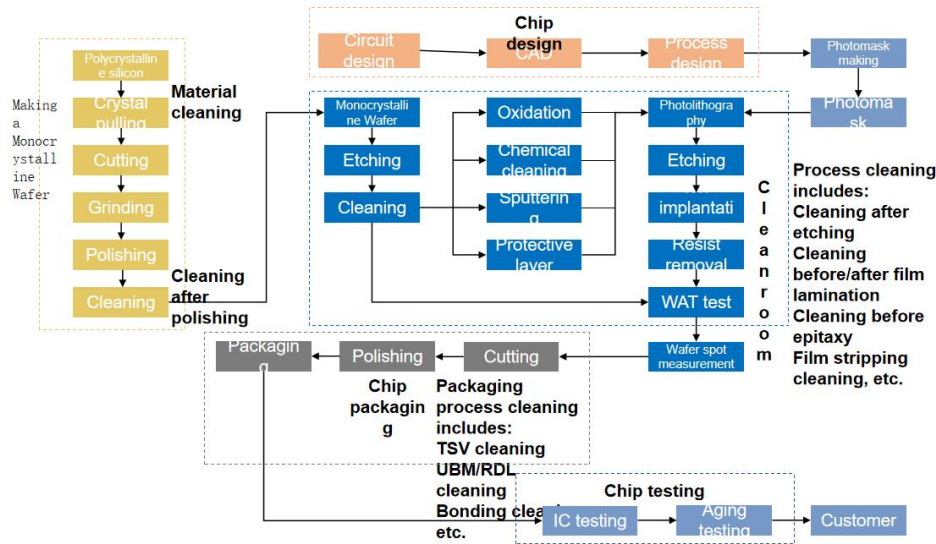 Chip
design
Circuit
design
CAD
Process
design
Photomask
making
Photoma
sk
Polycrystallin
e silicon
Crystal
pulling
Cutting
Grinding
Polishing
Cleaning
Making
a
Monocr
ystall
ine
Wafer
Material
cleaning
Cleaning
after
polishing
Monocrystalli
ne Wafer
Etching
Cleaning
Oxidation
Chemical
cleaning
Sputterin
g
Protective
layer
Photolithogra
phy
Etching
implantati
Resist
removal
WAT test
Wafer spot
measurement
Cleanroom
Process cleaning
includes:
Cleaning after
etching
Cleaning
before/after film
lamination
Cleaning before
epitaxy
Film stripping
cleaning, etc.
Packagin
g
Polishing
Cutting
Chip
packagin
g
Packaging
process cleaning
includes:
TSV cleaning
UBM/RDL
cleaning
Bonding
etc.
Chip testing
IC testing
Aging
testing
Customer